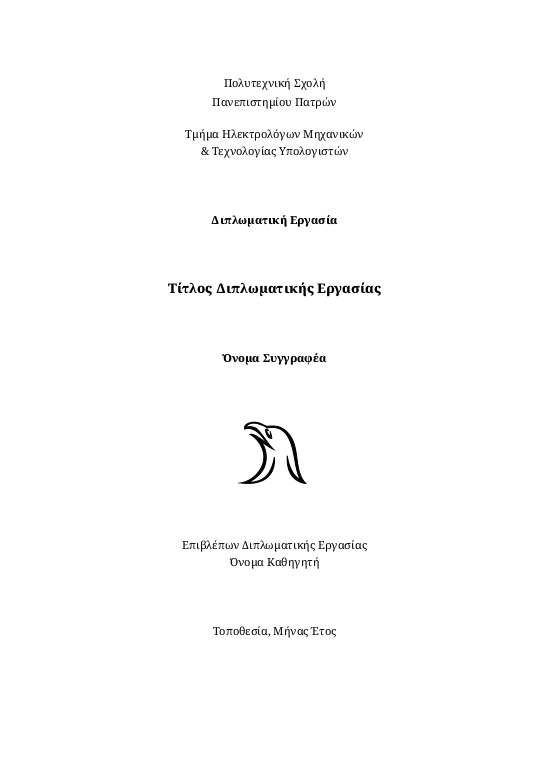 Πολυτεχνική Σχολή
Πανεπιστημίου Πατρών
Τμήμα Ηλεκτρολόγων Μηχανικών
& Τεχνολογίας Υπολογιστών
Διπλωματική Εργασία
Τίτλος Διπλωματικής Εργασίας
Όνομα Συγγραφέα
Επιβλέπων Διπλωματικής Εργασίας
Όνομα Καθηγητή
Τοποθεσία, Μήνας Έτος